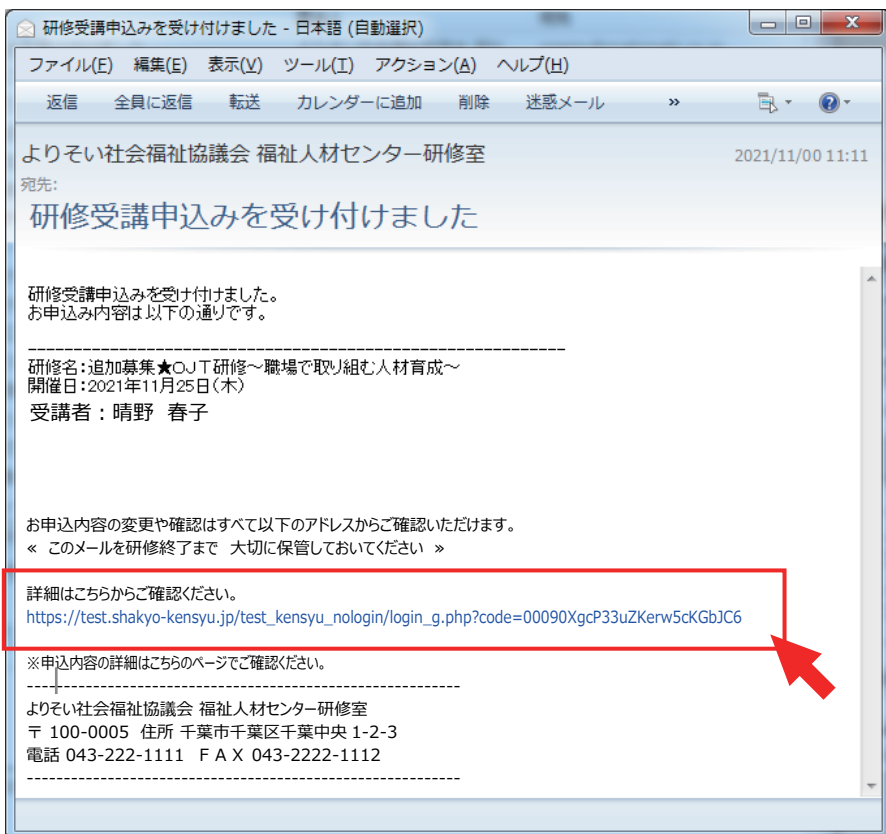 研修受講申込みを受け付けました - 日本語 (自動選択)
ファイル(F) 編集(E) 表示(V) ツール(T) アクション(A) ヘルプ(H)
返信 全員に返信 転送 カレンダーに追加 削除 迷惑メール »
よりそい社会福祉協議会 福祉人材センター研修室 2021/11/00 11:11
宛先:
研修受講申込みを受け付けました
研修受講申込みを受け付けました。
お申込み内容は以下の通りです。
------------------------------------------------------------
研修名:追加募集★OJT研修～職場で取り組む人材育成～
開催日:2021年11月25日(木)
受講者：晴野 春子
お申込内容の変更や確認はすべて以下のアドレスからご確認いただけます。
« このメールを研修終了まで 大切に保管しておいてください »
詳細はこちらからご確認ください。
https://test.shakyo-kensyu.jp/test_kensyu_nologin/login_g.php?code=00090XgcP33uZKerw5cKGbJC6
※申込内容の詳細はこちらのページでご確認ください。
------------------------------------------------------------
よりそい社会福祉協議会 福祉人材センター研修室
〒 100-0005 住所 千葉市千葉区千葉中央 1-2-3
電話 043-222-1111 ＦＡＸ 043-2222-1112
------------------------------------------------------------